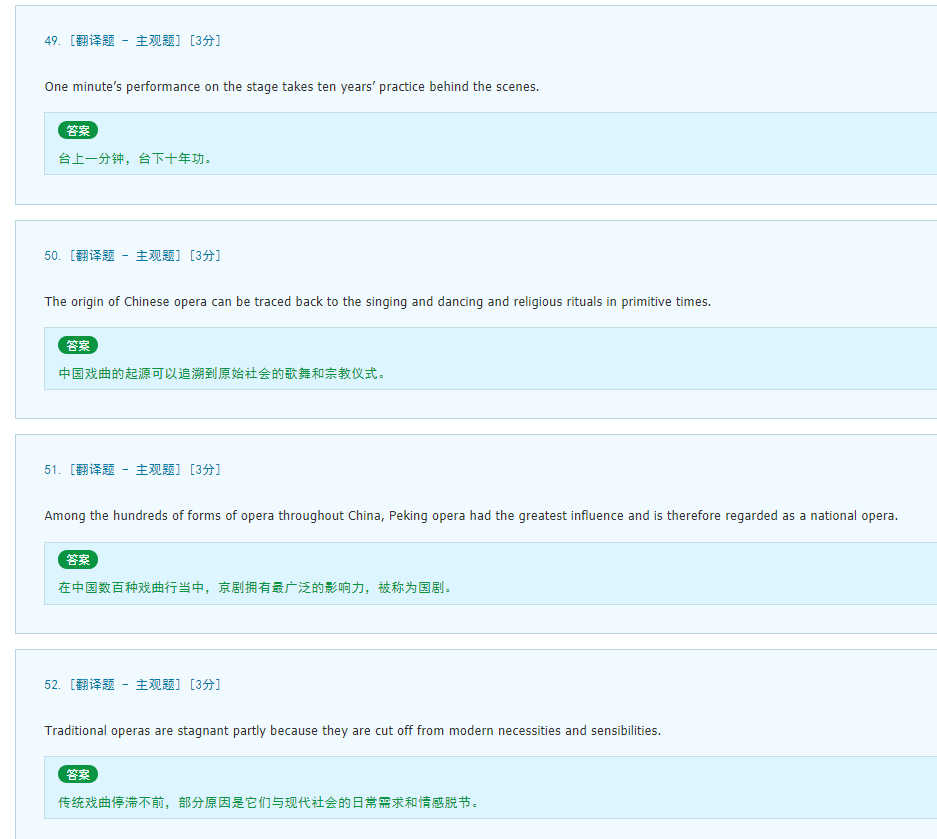 49. [翻译题 - 主观题] [3分]
One minute’s performance on the stage takes ten years’ practice behind the scenes.
答案
台上一分钟，台下十年功。
50. [翻译题 - 主观题] [3分]
The origin of Chinese opera can be traced back to the singing and dancing and religious rituals in primitive times.
答案
中国戏曲的起源可以追溯到原始社会的歌舞和宗教仪式。
51. [翻译题 - 主观题] [3分]
Among the hundreds of forms of opera throughout China, Peking opera had the greatest influence and is therefore regarded as a national opera.
答案
在中国数百种戏曲行当中，京剧拥有最广泛的影响力，被称为国剧。
52. [翻译题 - 主观题] [3分]
Traditional operas are stagnant partly because they are cut off from modern necessities and sensibilities.
答案
传统戏曲停滞不前，部分原因是它们与现代社会的日常需求和情感脱节。